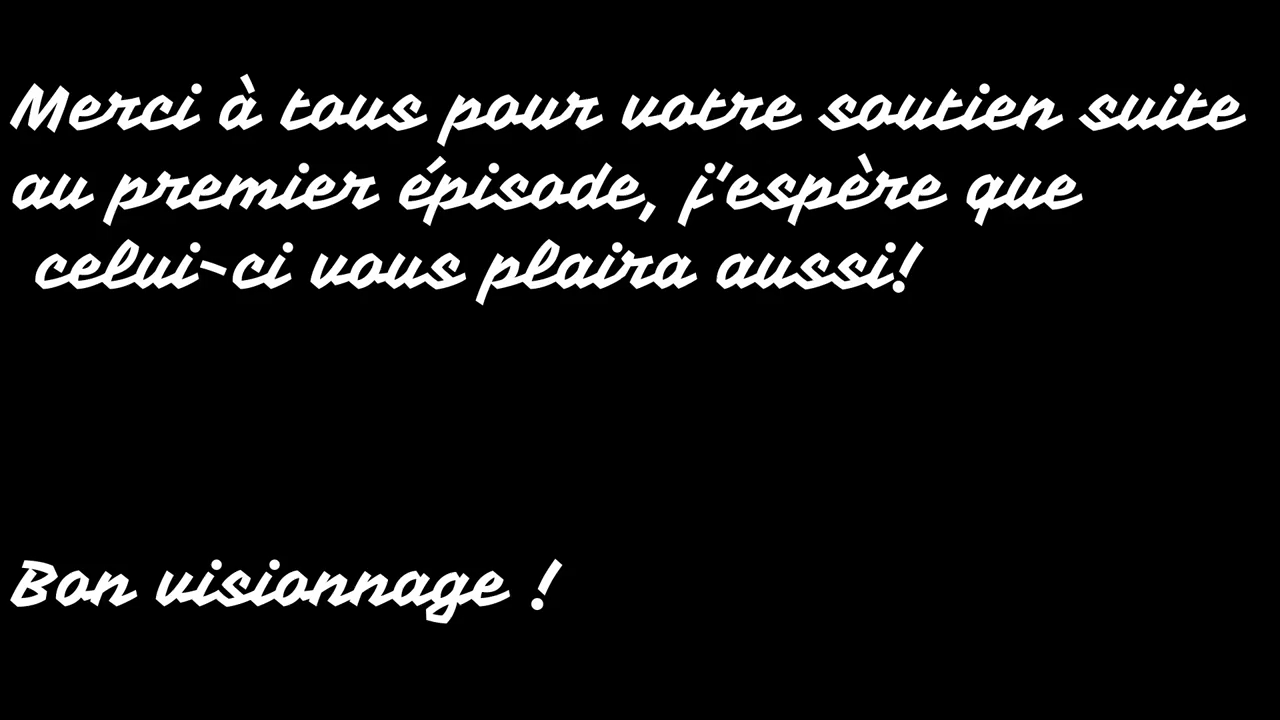 Merci à tous pour votre soutien suite
au premier épisode, j'espère que
celui-ci vous plaira aussi!
Bon visionnage !